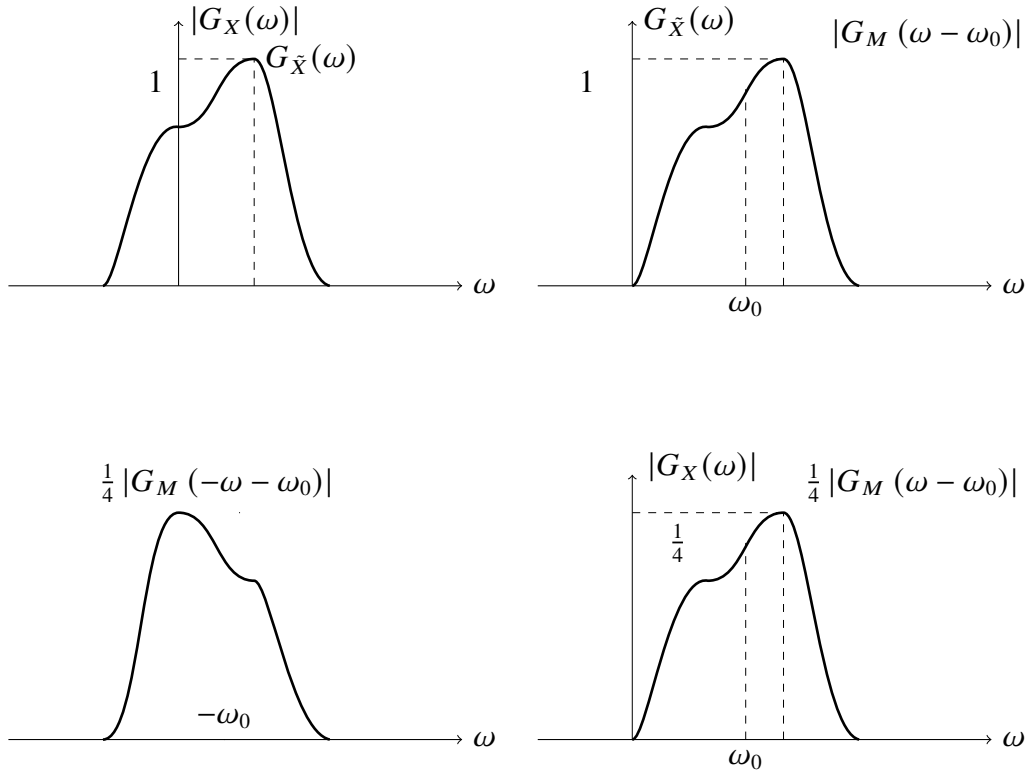 |G_X(ω)|
G_X̃(ω)
1
ω
G_X̃(ω)
|G_M (ω − ω_0)|
1
ω_0
ω
1/4 |G_M (−ω − ω_0)|
−ω_0
ω
|G_X(ω)|
1/4 |G_M (ω − ω_0)|
1/4
ω_0
ω